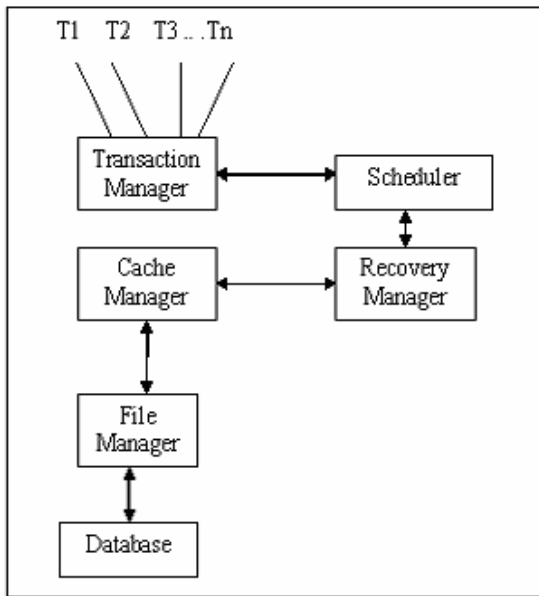 T1 T2 T3 .. ..Tn
Transaction
Manager
Scheduler
Cache
Manager
Recovery
Manager
File
Manager
Database